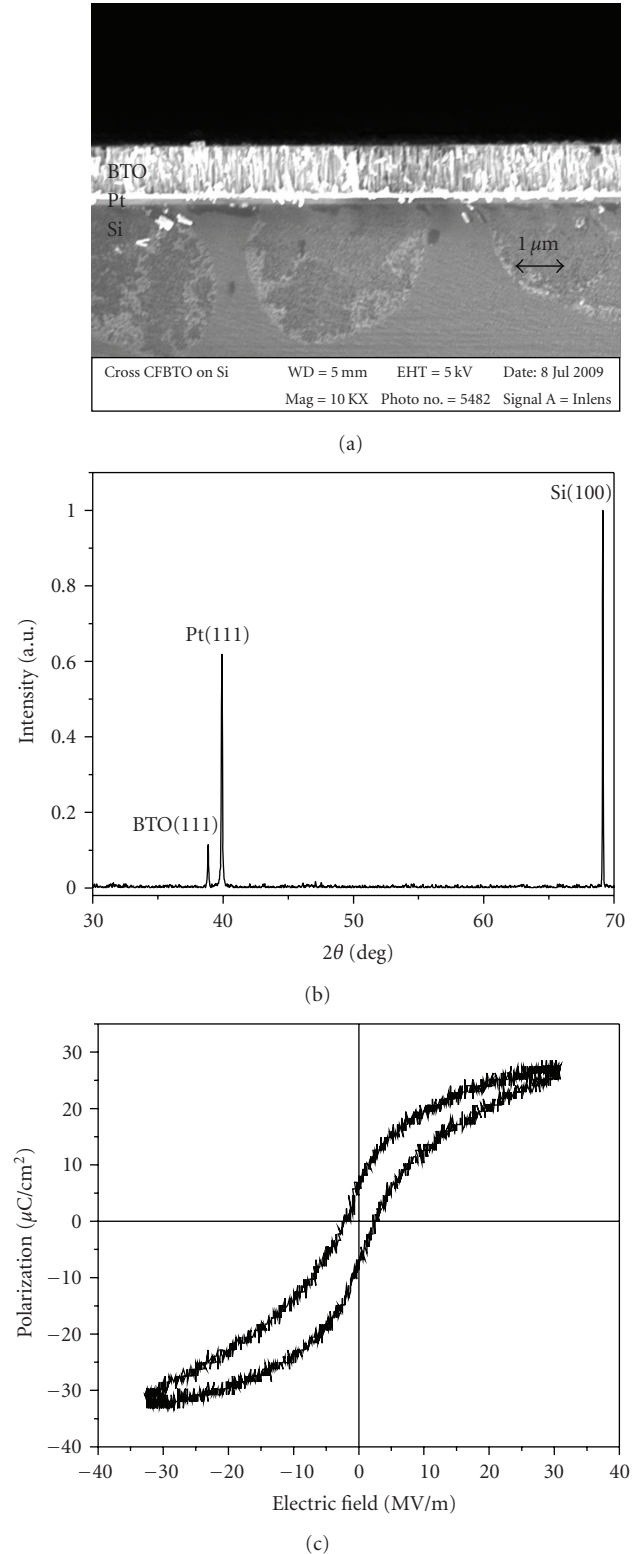 BTO
Pt
Si
1 μm
Cross CFBTO on Si WD = 5 mm EHT = 5 kV Date: 8 Jul 2009
Mag = 10 KX Photo no. = 5482 Signal A = Inlens
(a)
Si(100)
1
0.8
Pt(111)
0.6
0.4
0.2
BTO(111)
0
Intensity (a.u.)
30 40 50 60 70
2θ (deg)
(b)
30
20
10
0
−10
−20
−30
−40
Polarization (μC/cm²)
−40 −30 −20 −10 0 10 20 30 40
Electric field (MV/m)
(c)